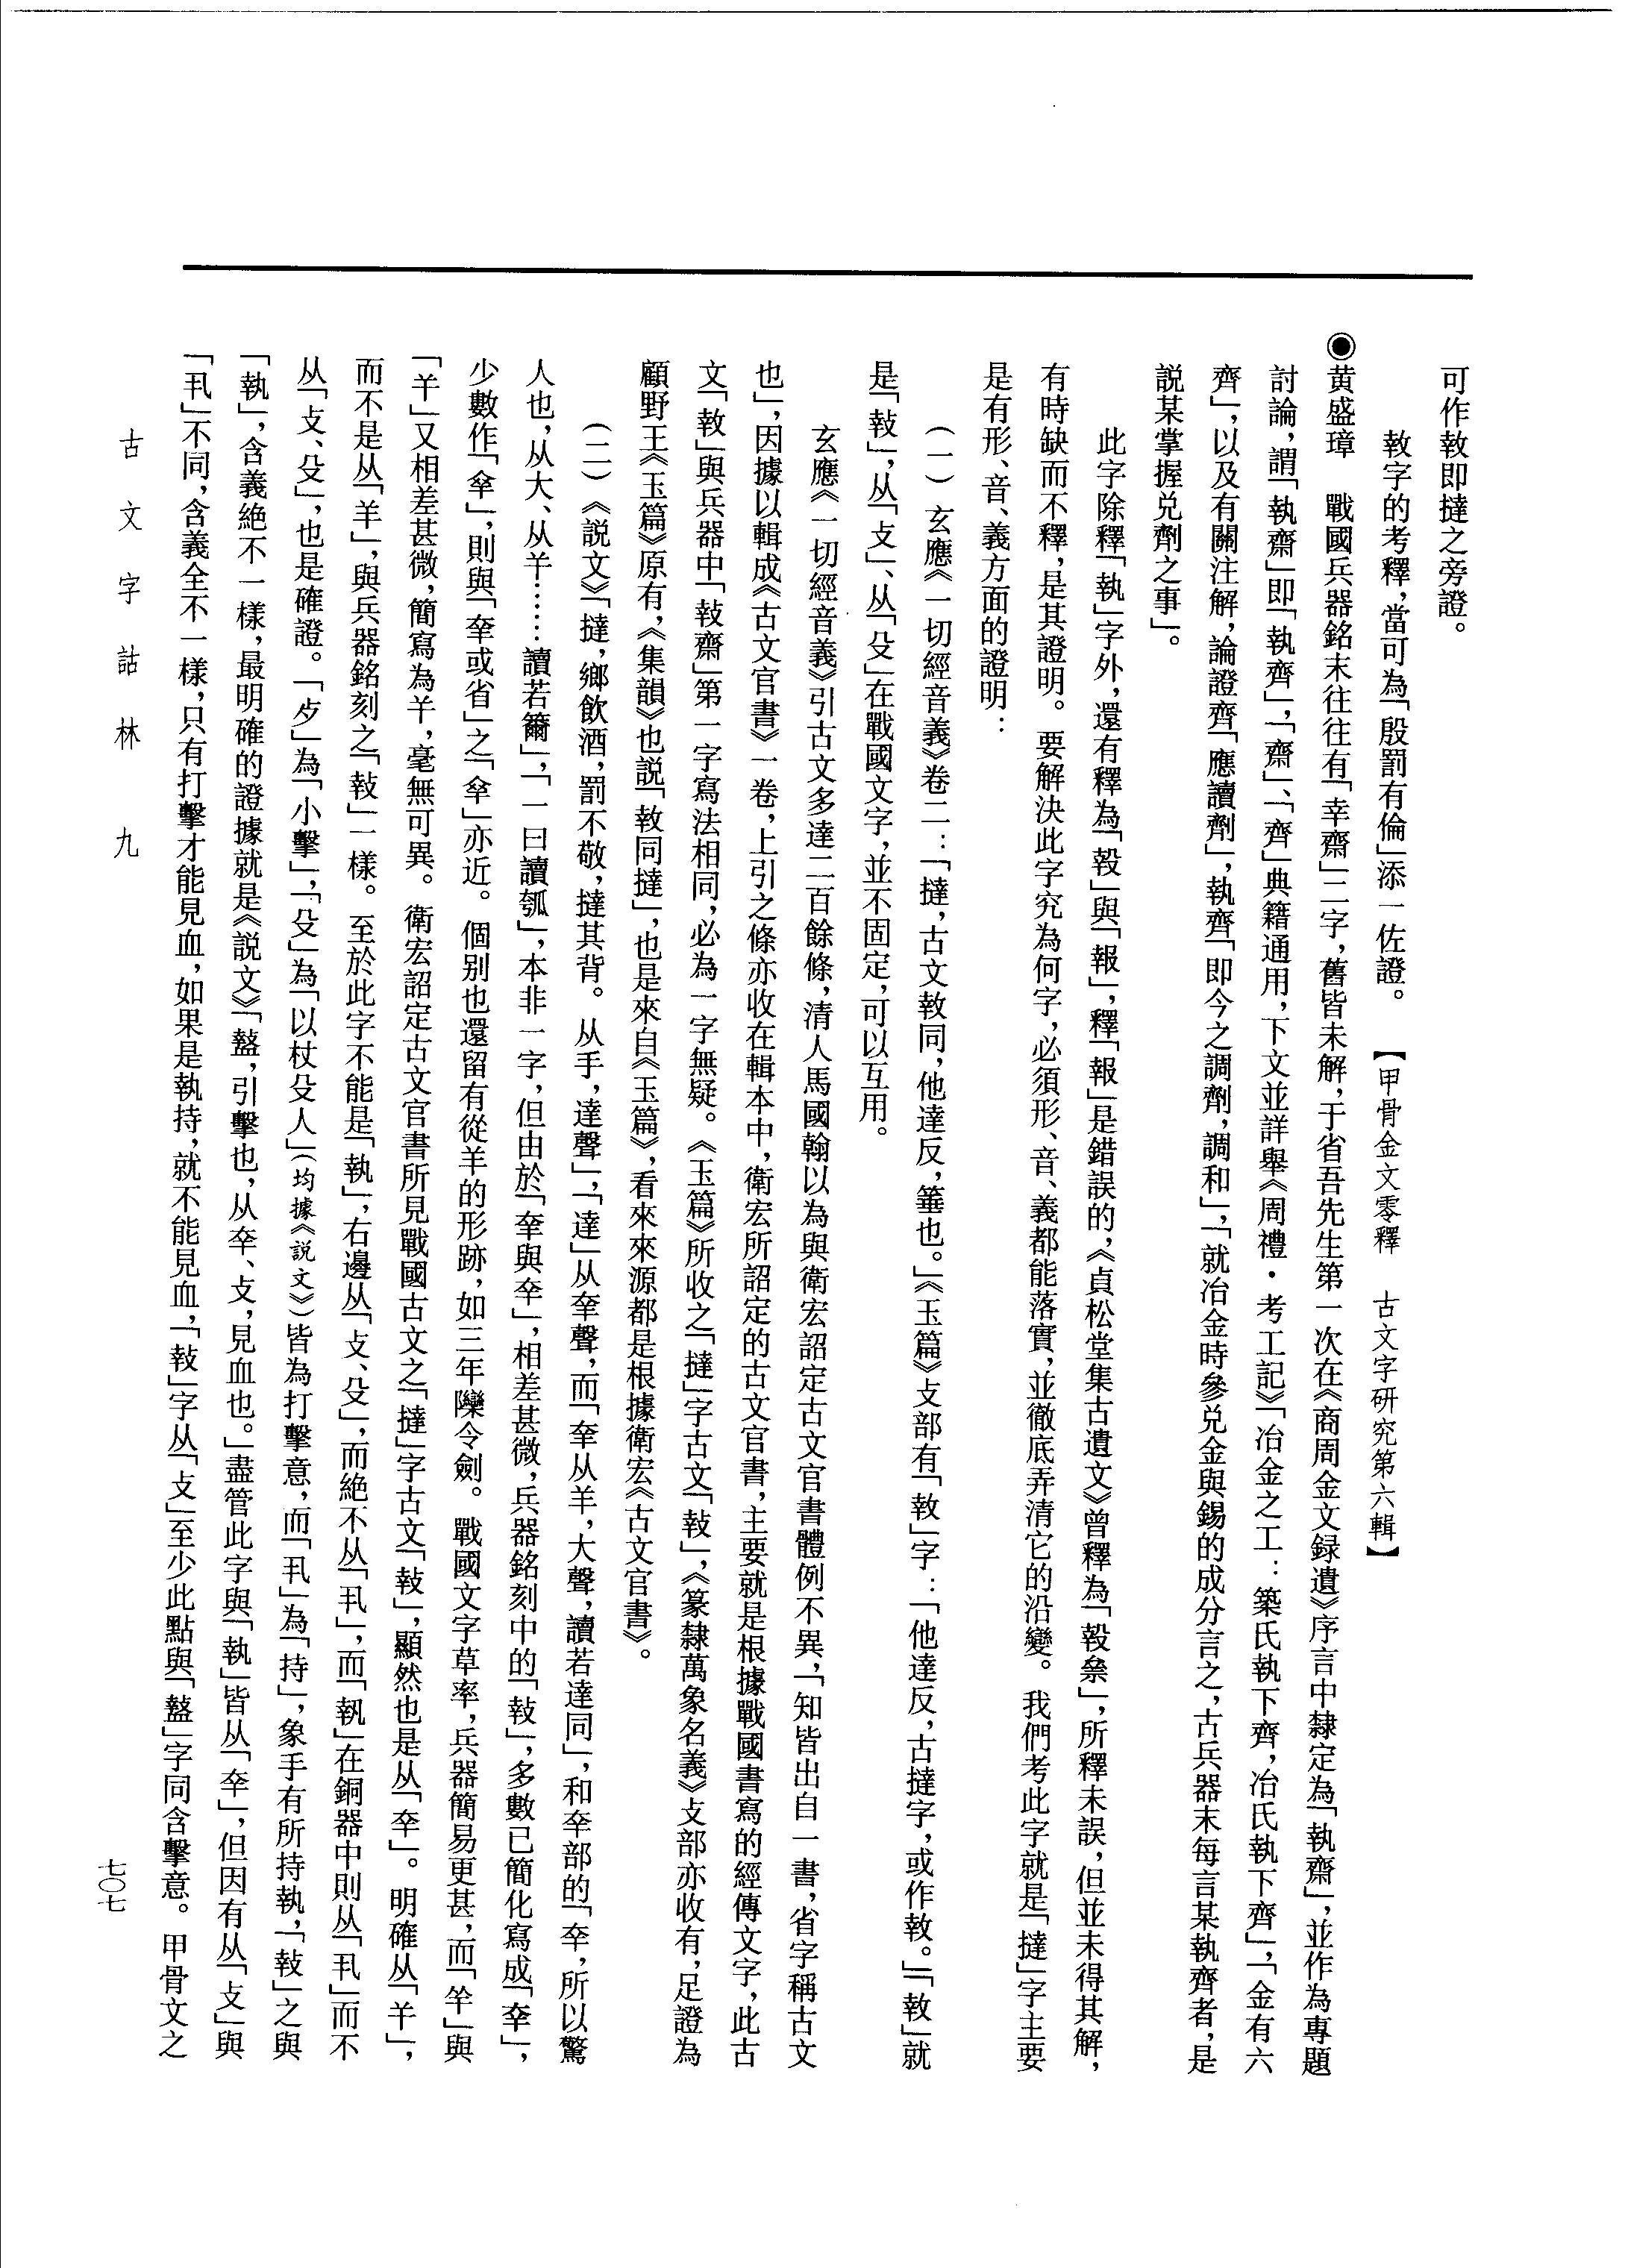 可作敎即撻之旁證。
敎字的考釋，當可為「殷罰有倫」添一佐證。【甲骨金文零釋　古文字研究第六輯】
◉黄盛璋　戰國兵器銘末往往有「幸齋」二字，舊皆未解，于省吾先生第一次在《商周金文録遺》序言中隸定為「執齋」，並作為專題
討論，謂「執齋」即「執齊」，「齋」、「齊」典籍通用，下文並詳舉《周禮·考工記》「冶金之工：築氏執下齊，冶氏執下齊」，「金有六
齊」，以及有關注解，論證齊「應讀劑」，執齊「即今之調劑，調和」，「就冶金時參兑金與錫的成分言之，古兵器末每言某執齊者，是
説某掌握兑劑之事」。
此字除釋「執」字外，還有釋為「㪃」與「報」，釋「報」是錯誤的，《貞松堂集古遺文》曾釋為「㪃㷠」，所釋未誤，但並未得其解，
有時缺而不釋，是其證明。要解決此字究為何字，必須形、音、義都能落實，並徹底弄清它的沿變。我們考此字就是「撻」字主要
是有形、音、義方面的證明：
（一）玄應《一切經音義》卷二：「撻，古文㪃同，他達反，箠也。」《玉篇》攴部有「㪃」字：「他達反，古撻字，或作㪃。」「㪃」就
是「㪃」，从「攴」、从「殳」在戰國文字，並不固定，可以互用。
玄應《一切經音義》引古文多達二百餘條，清人馬國翰以為與衛宏詔定古文官書體例不異，「知皆出自一書，省字稱古文
也」，因據以輯成《古文官書》一卷，上引之條亦收在輯本中，衛宏所詔定的古文官書，主要就是根據戰國書寫的經傳文字，此古
文「㪃」與兵器中「㪃齋」第一字寫法相同，必為一字無疑。《玉篇》所收之「撻」字古文「㪃」，《篆隸萬象名義》攴部亦收有，足證為
顧野王《玉篇》原有，《集韻》也説「㪃同撻」，也是來自《玉篇》，看來來源都是根據衛宏《古文官書》。
（二）《説文》「撻，鄉飲酒，罰不敬，撻其背。从手，達聲」，「達」从羍聲，而「羍从羊，大聲，讀若達同」，和㚔部的「㚔，所以驚
人也，从大、从𢆉……讀若籋」，「一曰讀瓠」，本非一字，但由於「羍與㚔」，相差甚微，兵器銘刻中的「㪃」，多數已簡化寫成「㚔」，
少數作「伞」，則與「羍或省」之「伞」亦近。個别也還留有從羊的形跡，如三年欒令劍。戰國文字草率，兵器簡易更甚，而「羊」與
「𢆉」又相差甚微，簡寫為𢆉，毫無可異。衛宏詔定古文官書所見戰國古文之「撻」字古文「㪃」，顯然也是从「㚔」。明確从「𢆉」，
而不是从「羊」，與兵器銘刻之「㪃」一樣。至於此字不能是「執」，右邊从「攴、殳」，而絶不从「丮」，而「執」在銅器中則从「丮」而不
从「攴、殳」，也是確證。「攴」為「小擊」，「殳」為「以杖殳人」（均據《説文》）皆為打擊意，而「丮」為「持」，象手有所持執，「㪃」之與
「執」，含義絶不一樣，最明確的證據就是《説文》「盩，引擊也，从㚔、攴，見血也。」盡管此字與「執」皆从「㚔」，但因有从「攴」與
「丮」不同，含義全不一樣，只有打擊才能見血，如果是執持，就不能見血，「㪃」字从「攴」至少此點與「盩」字同含擊意。甲骨文之
古文字詁林　九
七〇七